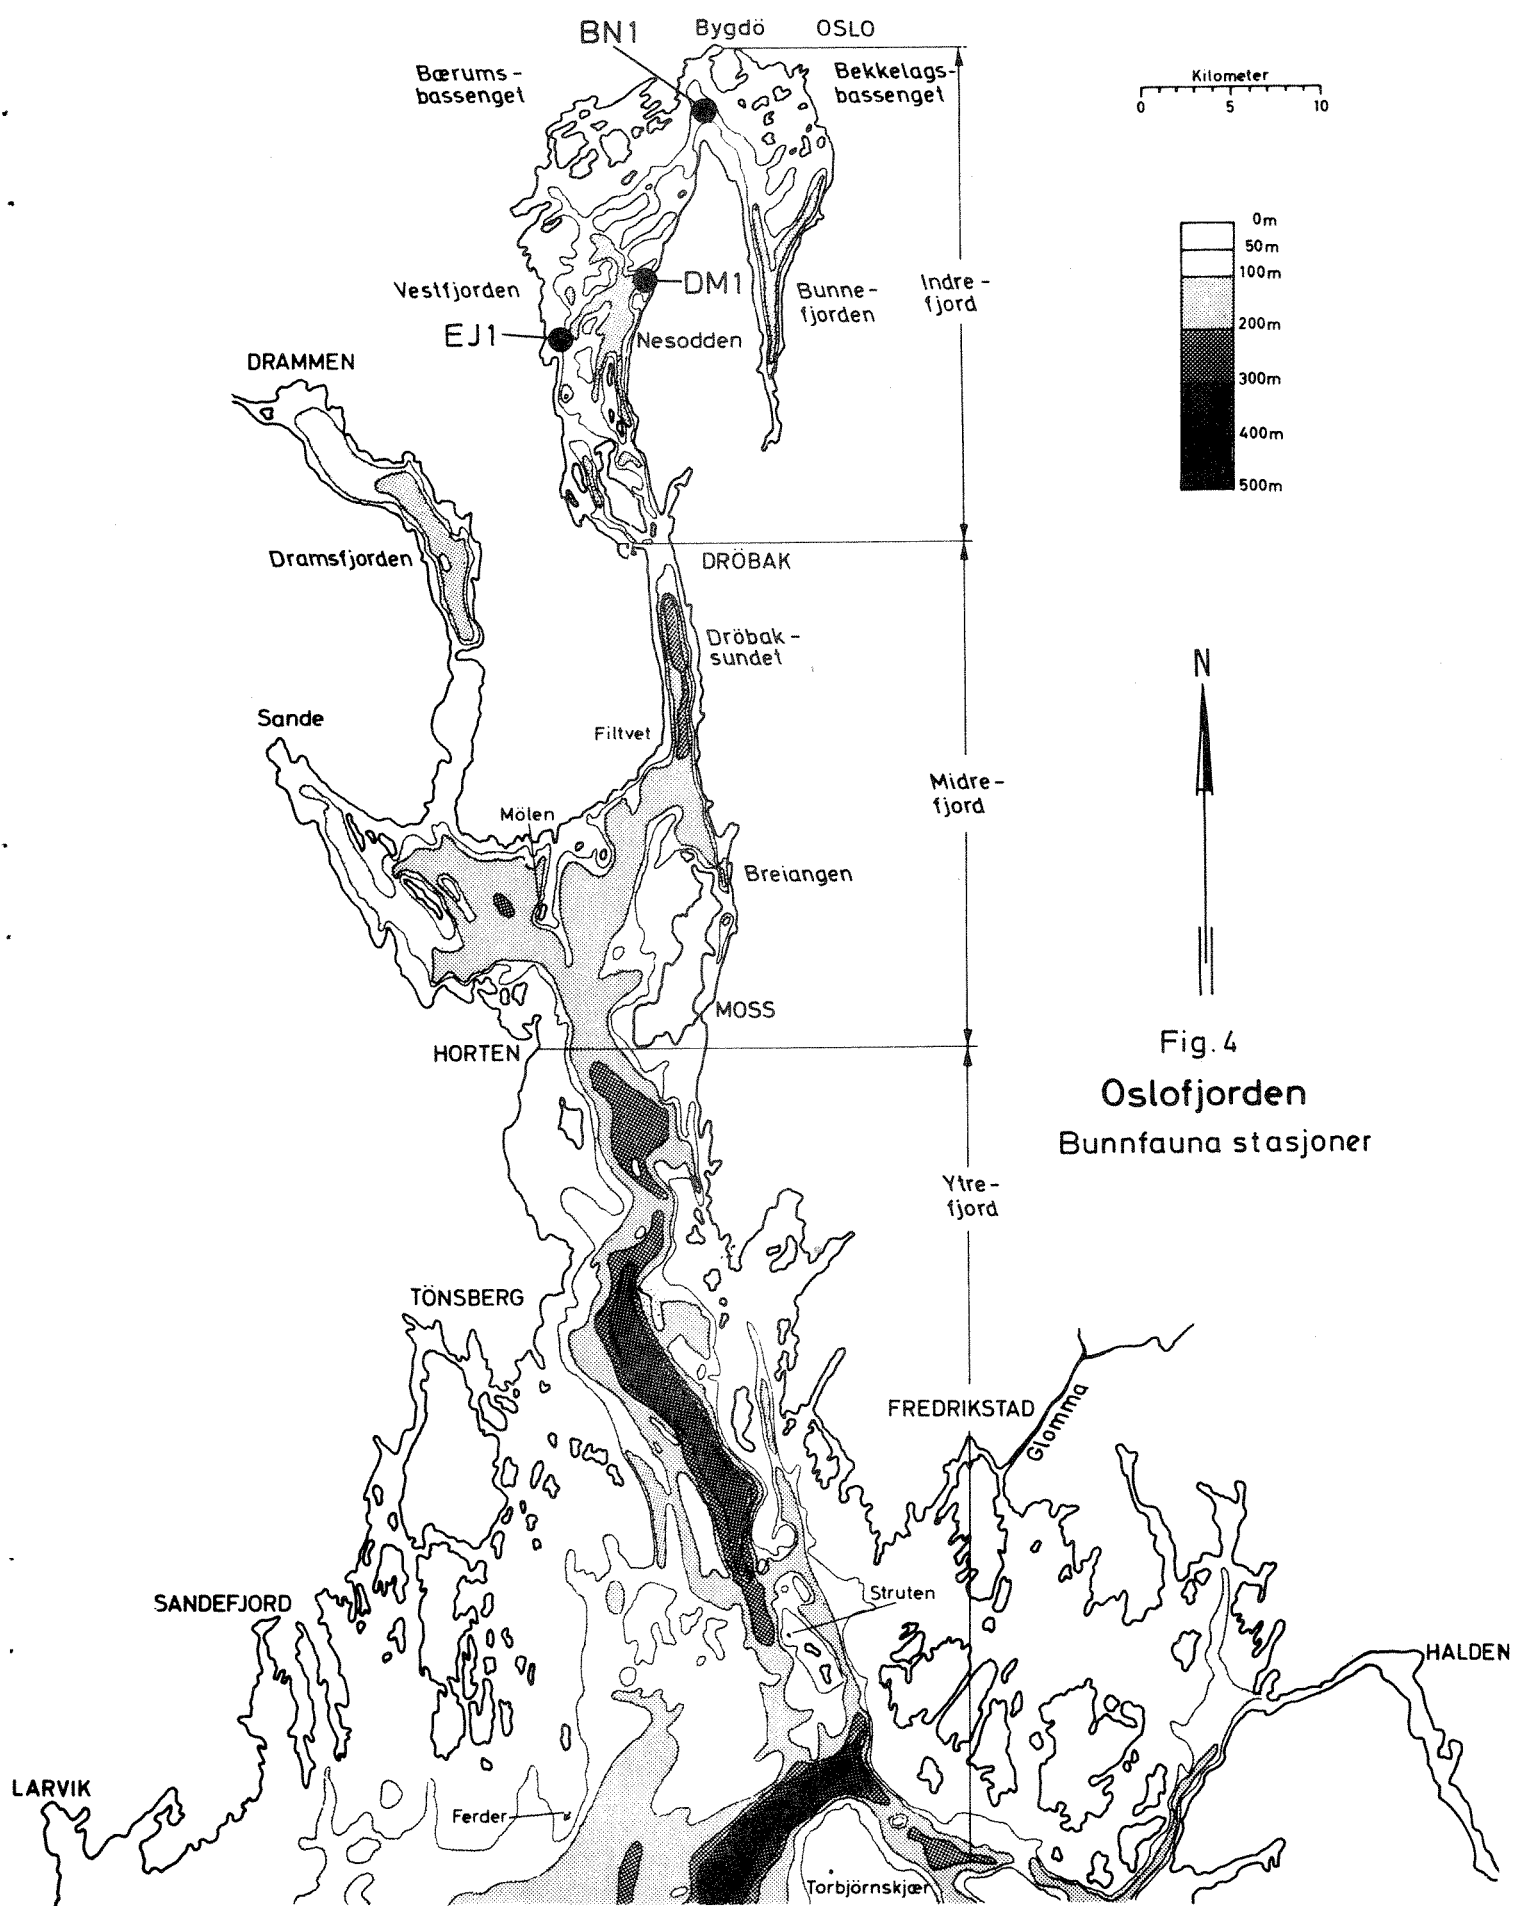 BN1
Bygdö
OSLO
Bærums-
bassenget
Bekkelags-
bassenget
Kilometer
0 5 10
0m
50m
100m
200m
300m
400m
500m
Vestfjorden
DM1
Bunne-
fjorden
Indre-
fjord
EJ1
Nesodden
DRAMMEN
Dramsfjorden
DRÖBAK
Dröbak-
sundet
N
Sande
Filtvet
Midre-
fjord
Mölen
Breiangen
MOSS
HORTEN
Fig. 4
Oslofjorden
Bunnfauna stasjoner
Ytre-
fjord
TÖNSBERG
FREDRIKSTAD
Glomma
Struten
SANDEFJORD
HALDEN
LARVIK
Ferder
Torbjörnskjær